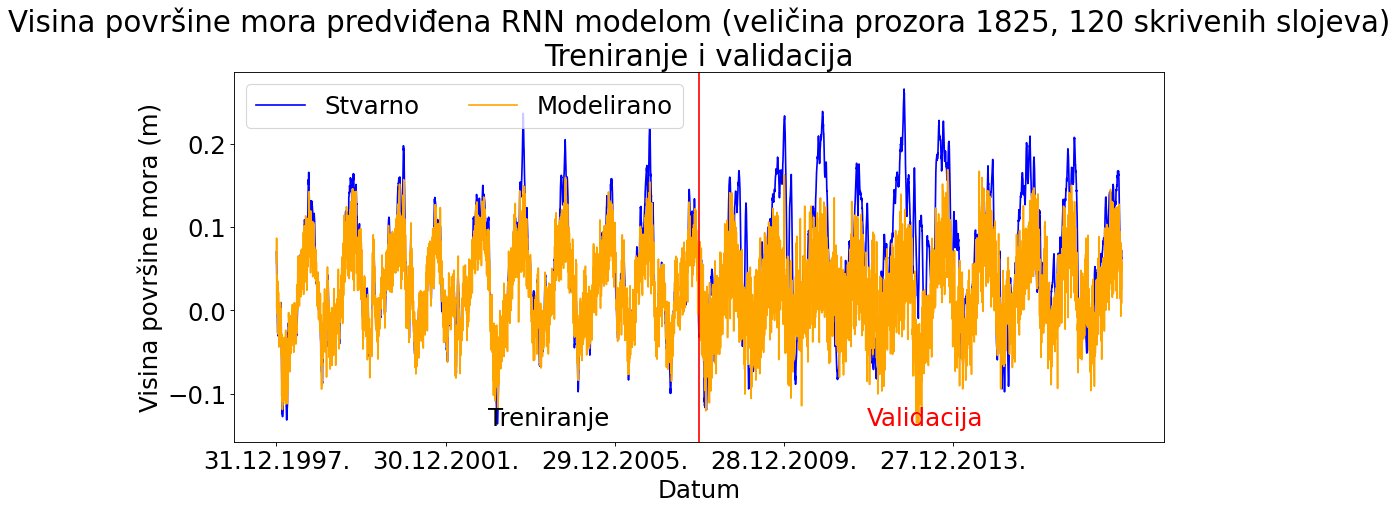 Visina površine mora predviđena RNN modelom (veličina prozora 1825, 120 skrivenih slojeva)
Treniranje i validacija
Stvarno Modelirano
Visina površine mora (m)
0.2
0.1
0.0
−0.1
Treniranje Validacija
31.12.1997. 30.12.2001. 29.12.2005. 28.12.2009. 27.12.2013.
Datum